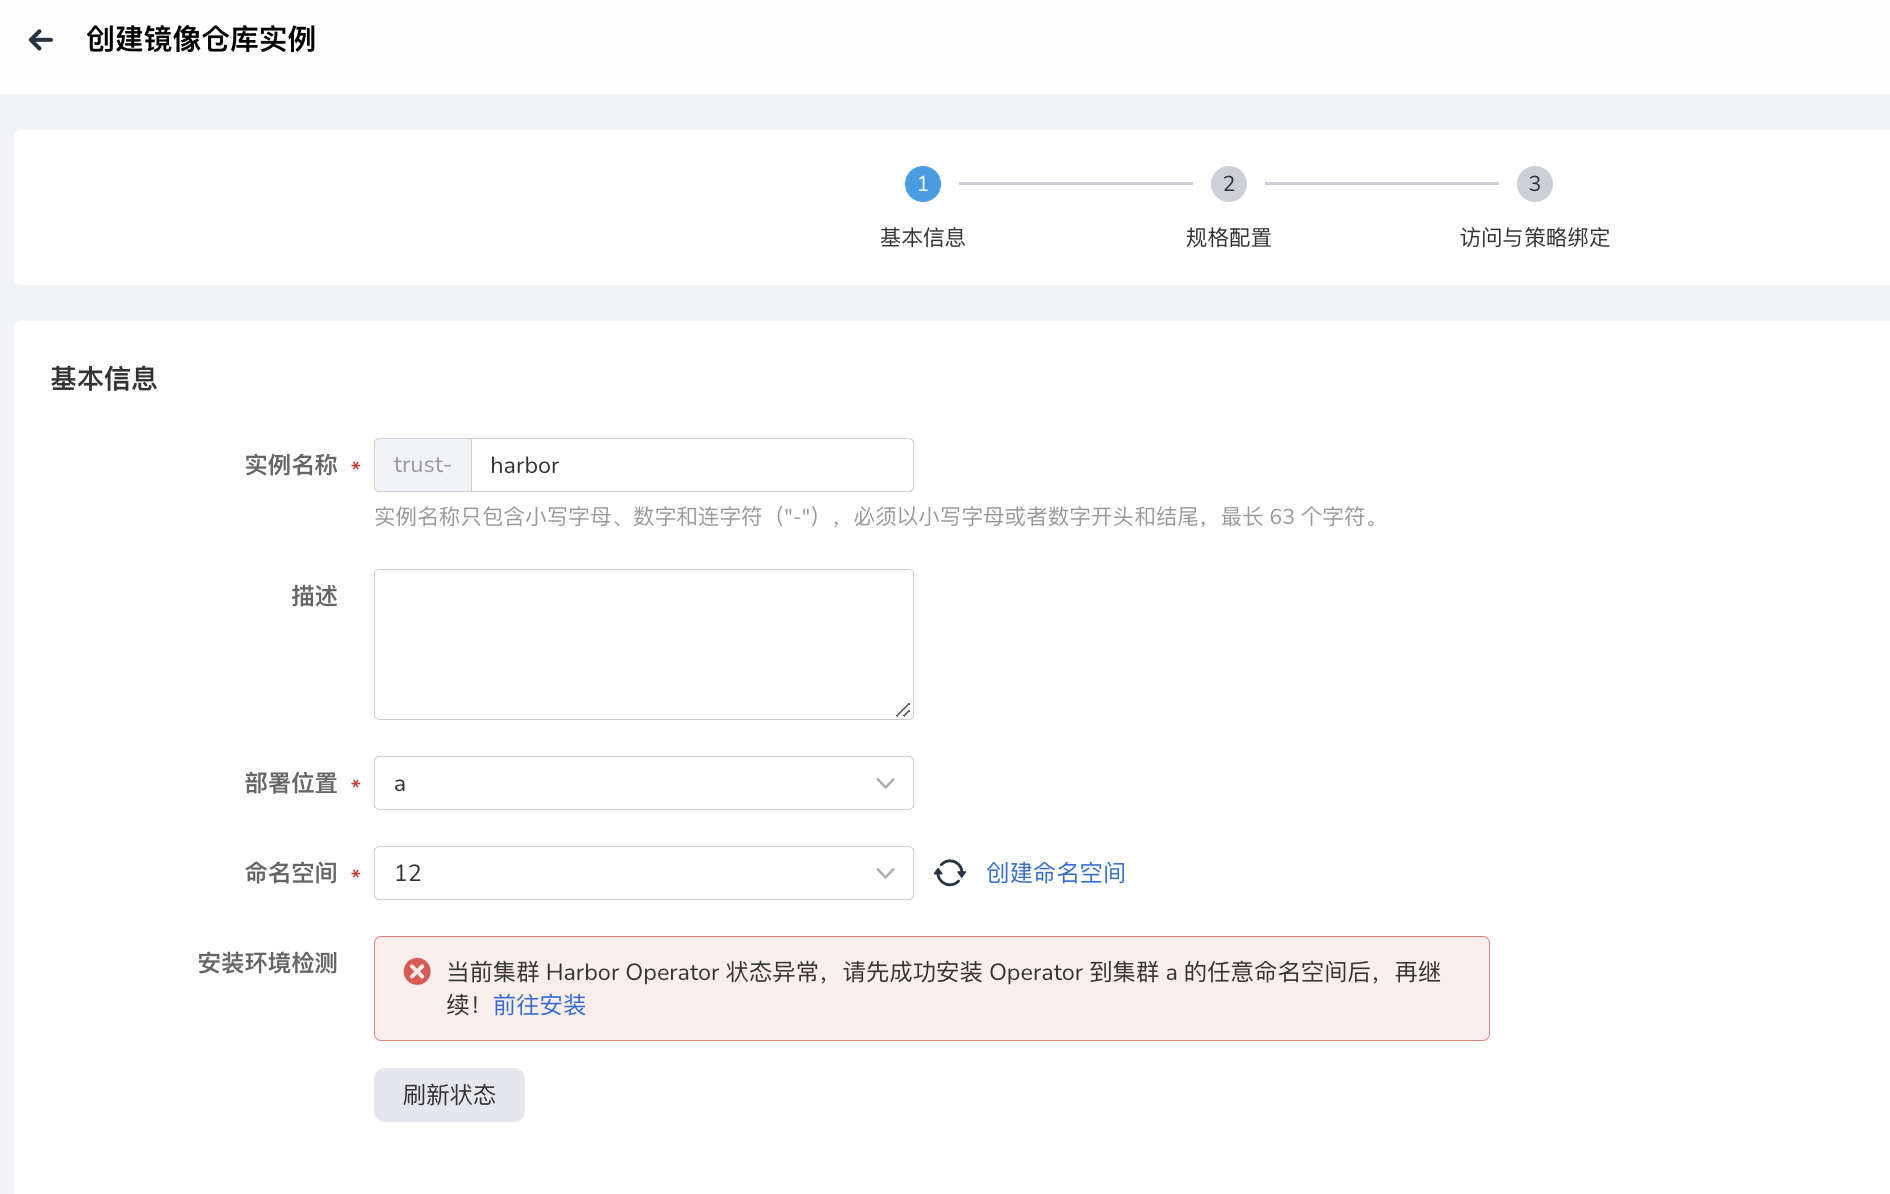 创建镜像仓库实例
1
2
3
基本信息
规格配置
访问与策略绑定
基本信息
实例名称 *
trust-
harbor
实例名称只包含小写字母、数字和连字符（"-"），必须以小写字母或者数字开头和结尾，最长 63 个字符。
描述
部署位置 *
a
命名空间 *
12
创建命名空间
安装环境检测
当前集群 Harbor Operator 状态异常，请先成功安装 Operator 到集群 a 的任意命名空间后，再继
续！前往安装
刷新状态